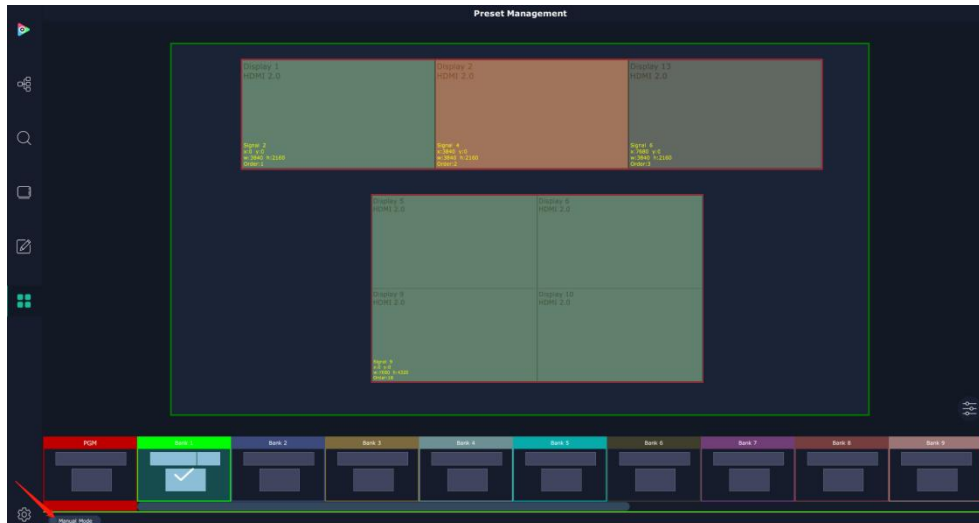 Preset Management
Display 1
HDMI 2.0
Display 2
HDMI 2.0
Display 13
HDMI 2.0
Signal 2
x:0 y:0
w:3840 h:2160
Order:1
Signal 4
x:3840 y:0
w:3840 h:2160
Order:2
Signal 6
x:7680 y:0
w:3840 h:2160
Order:3
Display 5
HDMI 2.0
Display 6
HDMI 2.0
Display 9
HDMI 2.0
Display 10
HDMI 2.0
x:0 y:0
w:7680 h:4320
PGM
Bank 1
Bank 2
Bank 3
Bank 4
Bank 5
Bank 6
Bank 7
Bank 8
Bank 9
Manual Mode